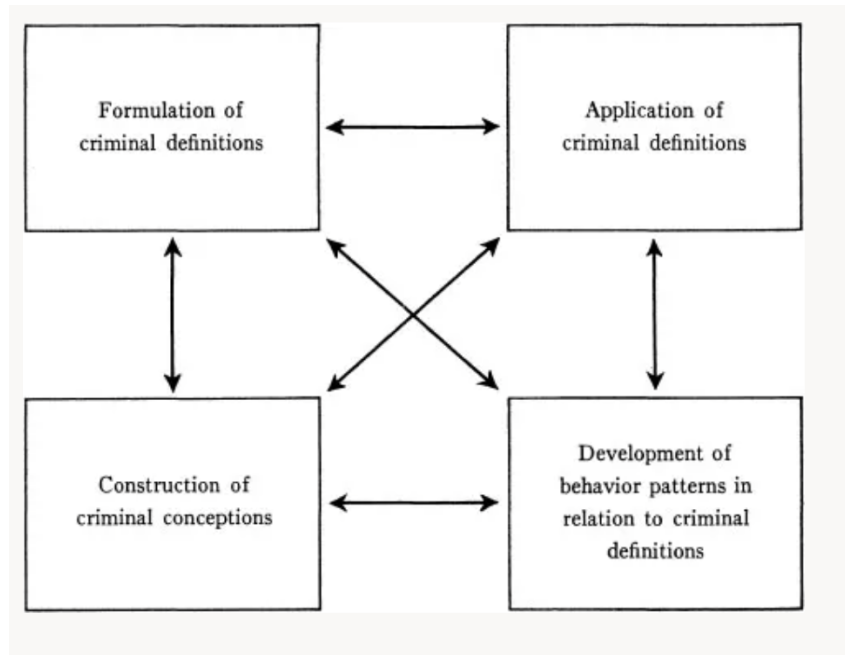 Formulation of
criminal definitions
Application of
criminal definitions
Construction of
criminal conceptions
Development of
behavior patterns in
relation to criminal
definitions